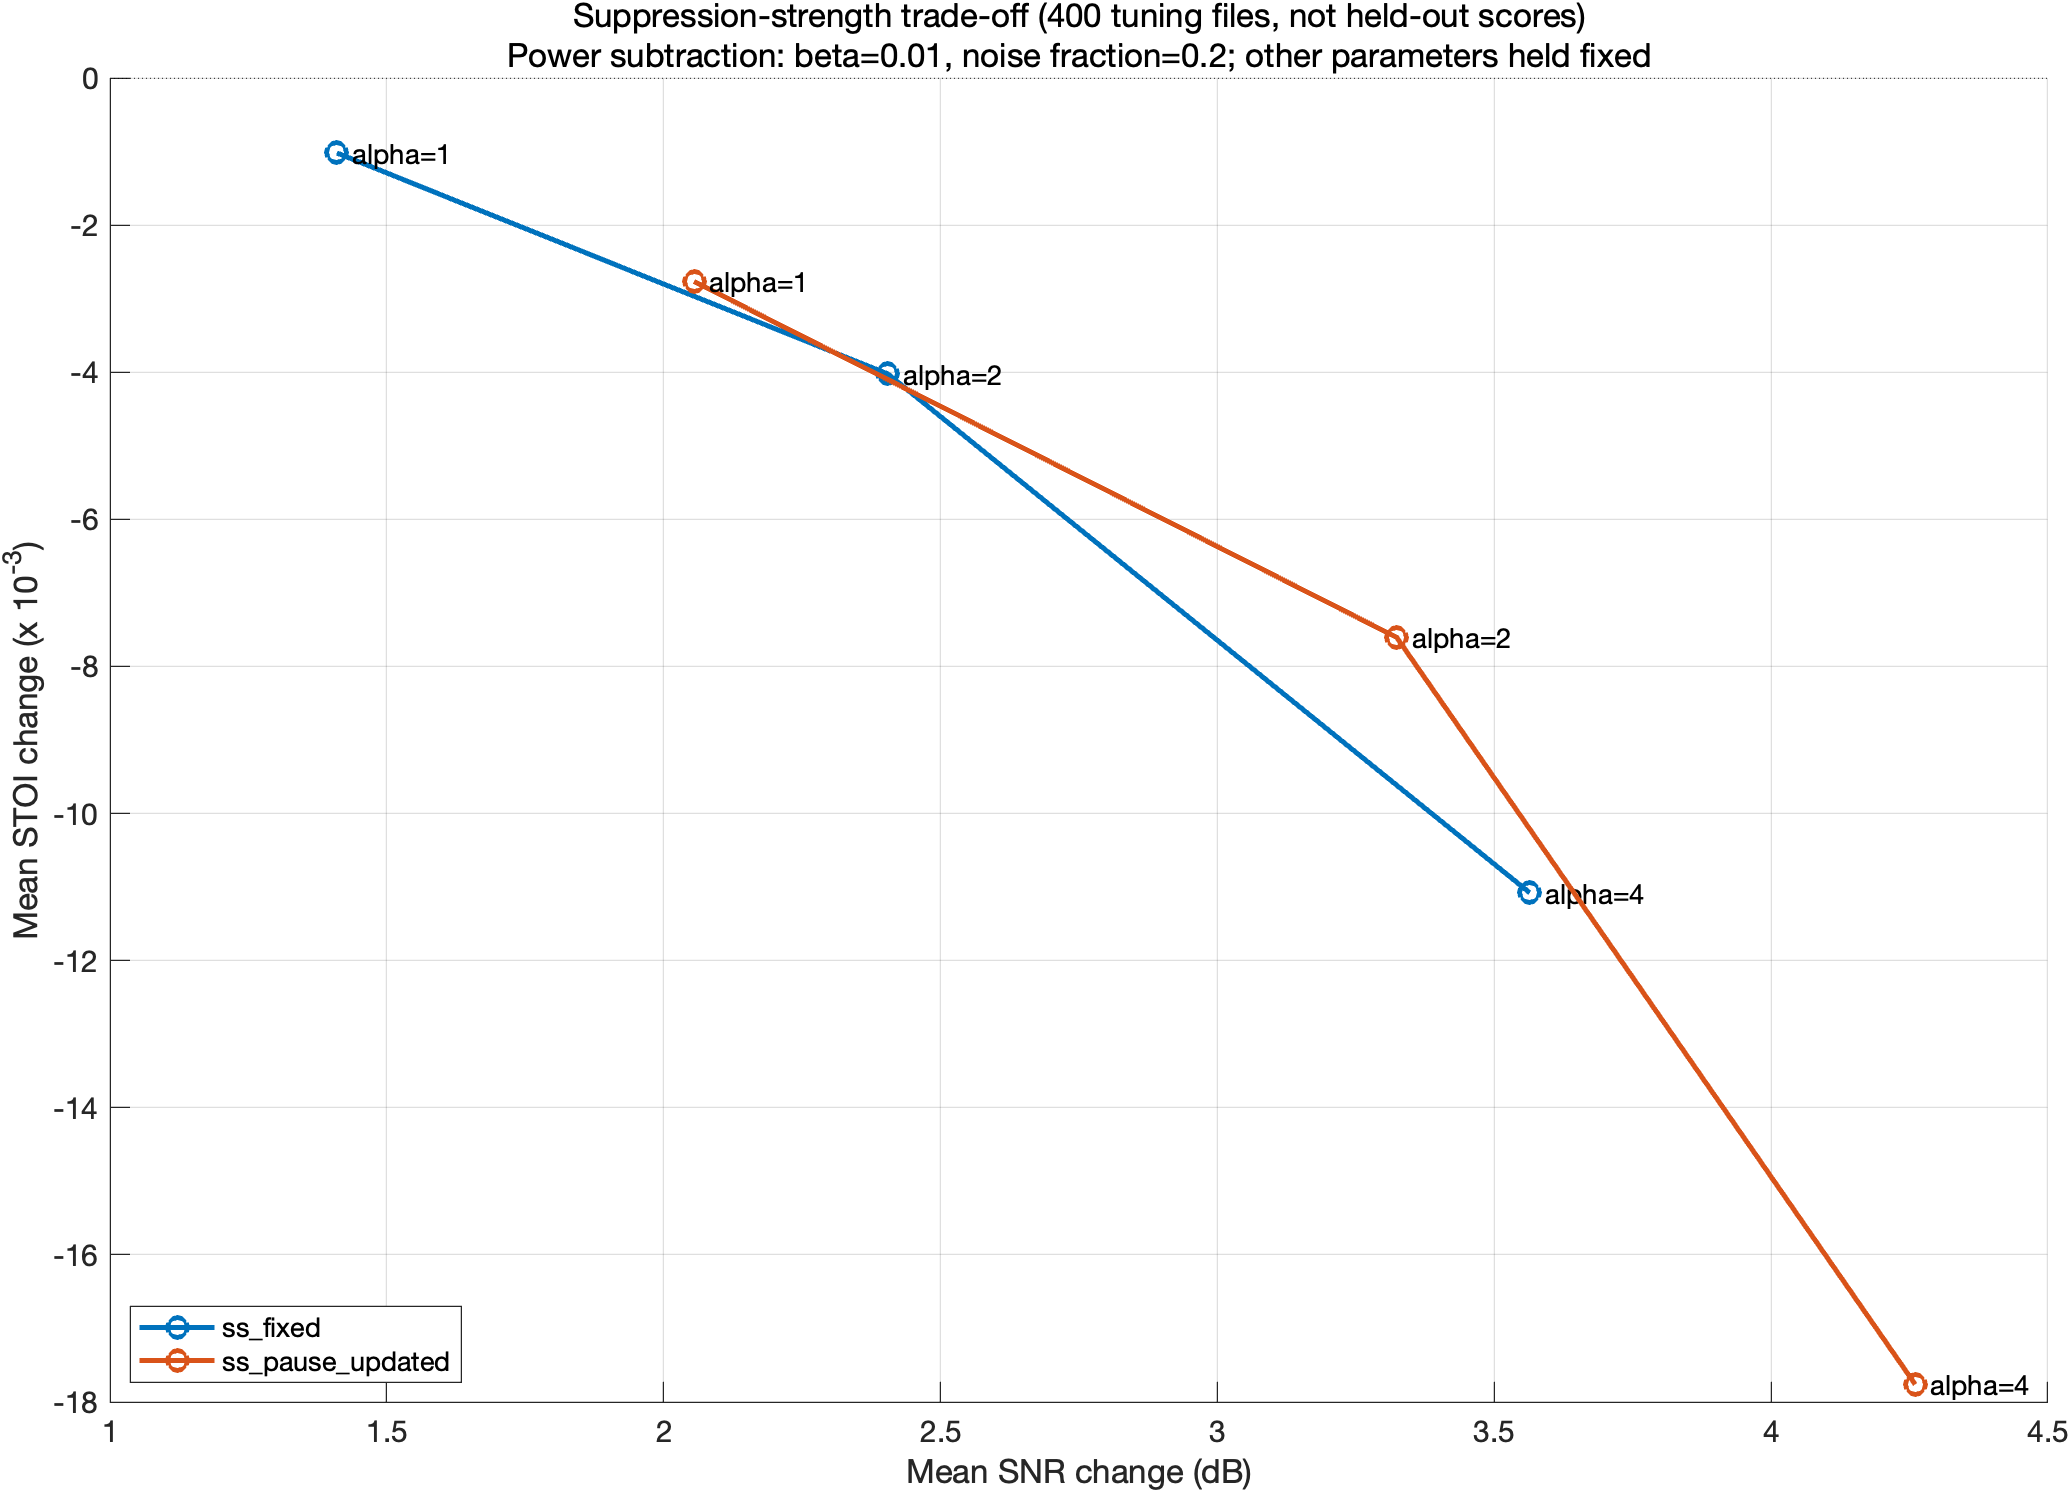 Suppression-strength trade-off (400 tuning files, not held-out scores)
Power subtraction: beta=0.01, noise fraction=0.2; other parameters held fixed
0
-2
-4
-6
-8
-10
-12
-14
-16
-18
Mean STOI change (x 10^-3)
alpha=1
alpha=1
alpha=2
alpha=2
alpha=4
alpha=4
ss_fixed
ss_pause_updated
1
1.5
2
2.5
3
3.5
4
4.5
Mean SNR change (dB)